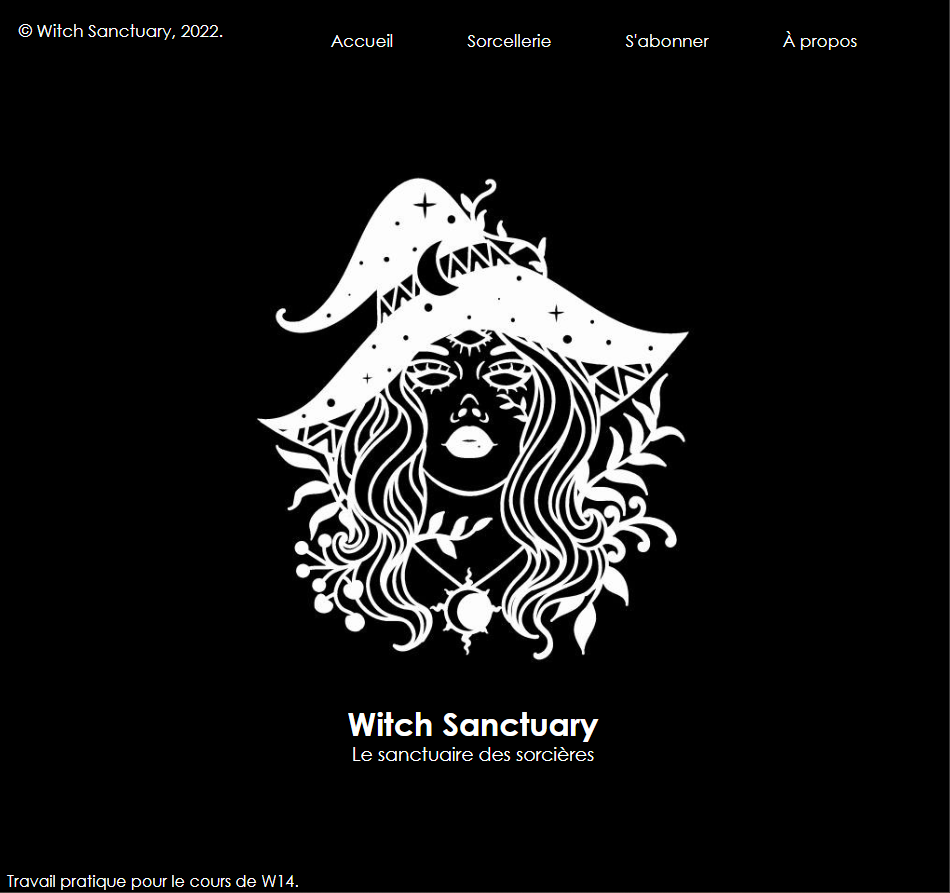 © Witch Sanctuary, 2022.
Accueil Sorcellerie S'abonner À propos
Witch Sanctuary
Le sanctuaire des sorcières
Travail pratique pour le cours de W14.